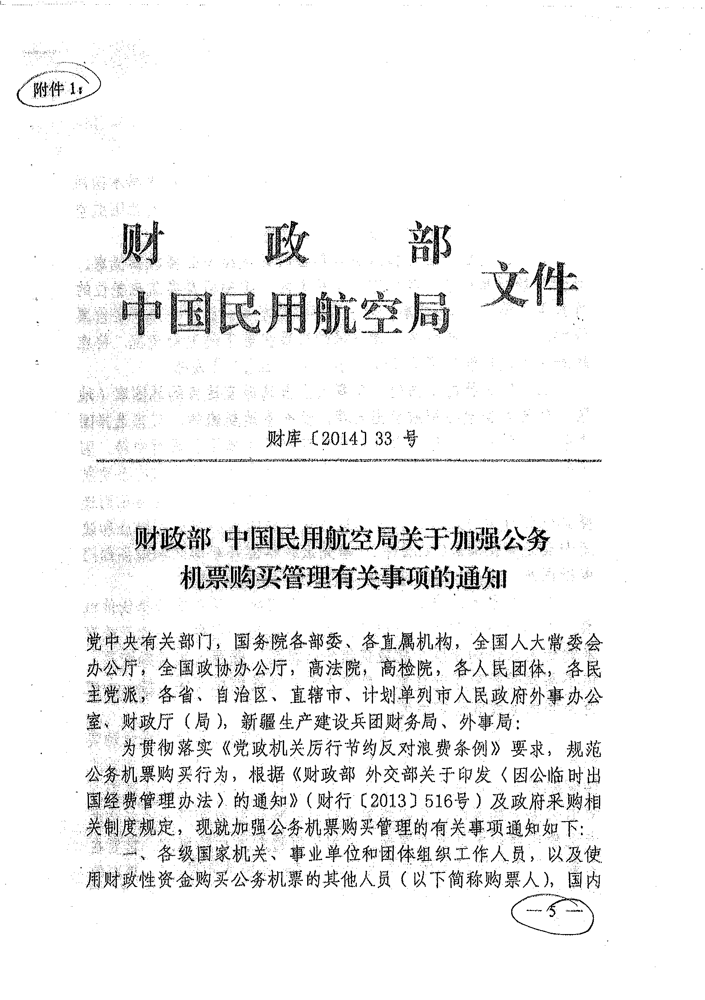 附件 1：
财政部
文件
中国民用航空局
财库〔2014〕33 号
财政部 中国民用航空局关于加强公务
机票购买管理有关事项的通知
党中央有关部门，国务院各部委、各直属机构，全国人大常委会
办公厅，全国政协办公厅，高法院，高检院，各人民团体，各民
主党派，各省、自治区、直辖市、计划单列市人民政府外事办公
室、财政厅（局），新疆生产建设兵团财务局、外事局：
为贯彻落实《党政机关厉行节约反对浪费条例》要求，规范
公务机票购买行为，根据《财政部 外交部关于印发〈因公临时出
国经费管理办法〉的通知》（财行〔2013〕516号）及政府采购相
关制度规定，现就加强公务机票购买管理的有关事项通知如下：
一、各级国家机关、事业单位和团体组织工作人员，以及使
用财政性资金购买公务机票的其他人员（以下简称购票人），国内
— 5 —